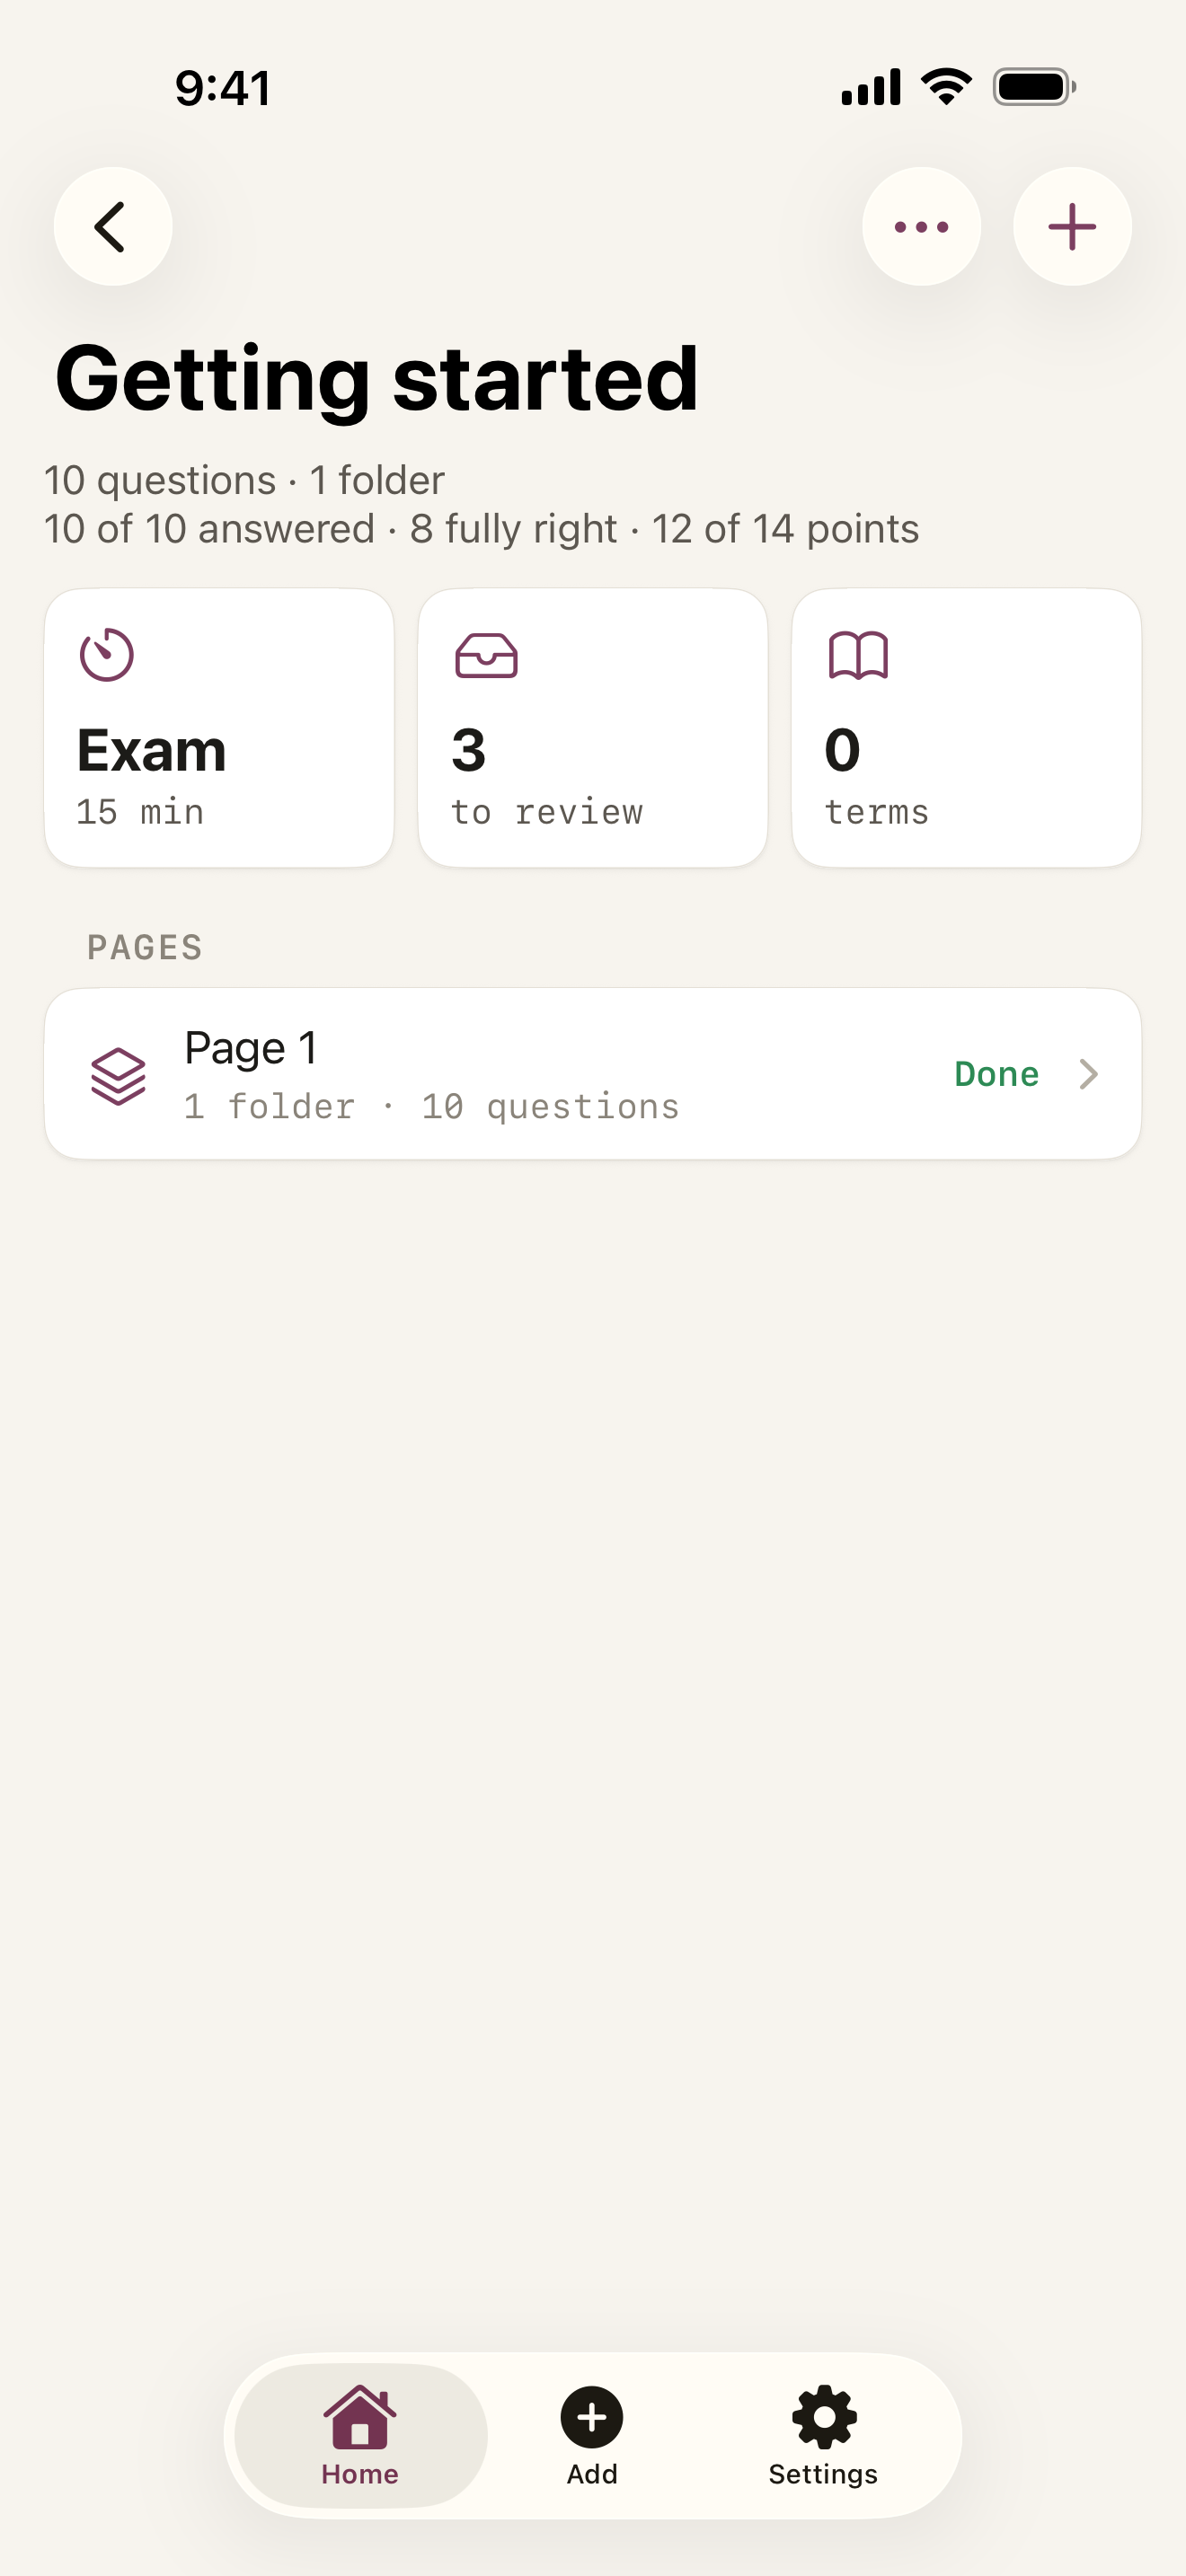 9:41
Getting started
10 questions · 1 folder
10 of 10 answered · 8 fully right · 12 of 14 points
Exam
15 min
3
to review
0
terms
PAGES
Page 1
1 folder · 10 questions
Done
Home
Add
Settings